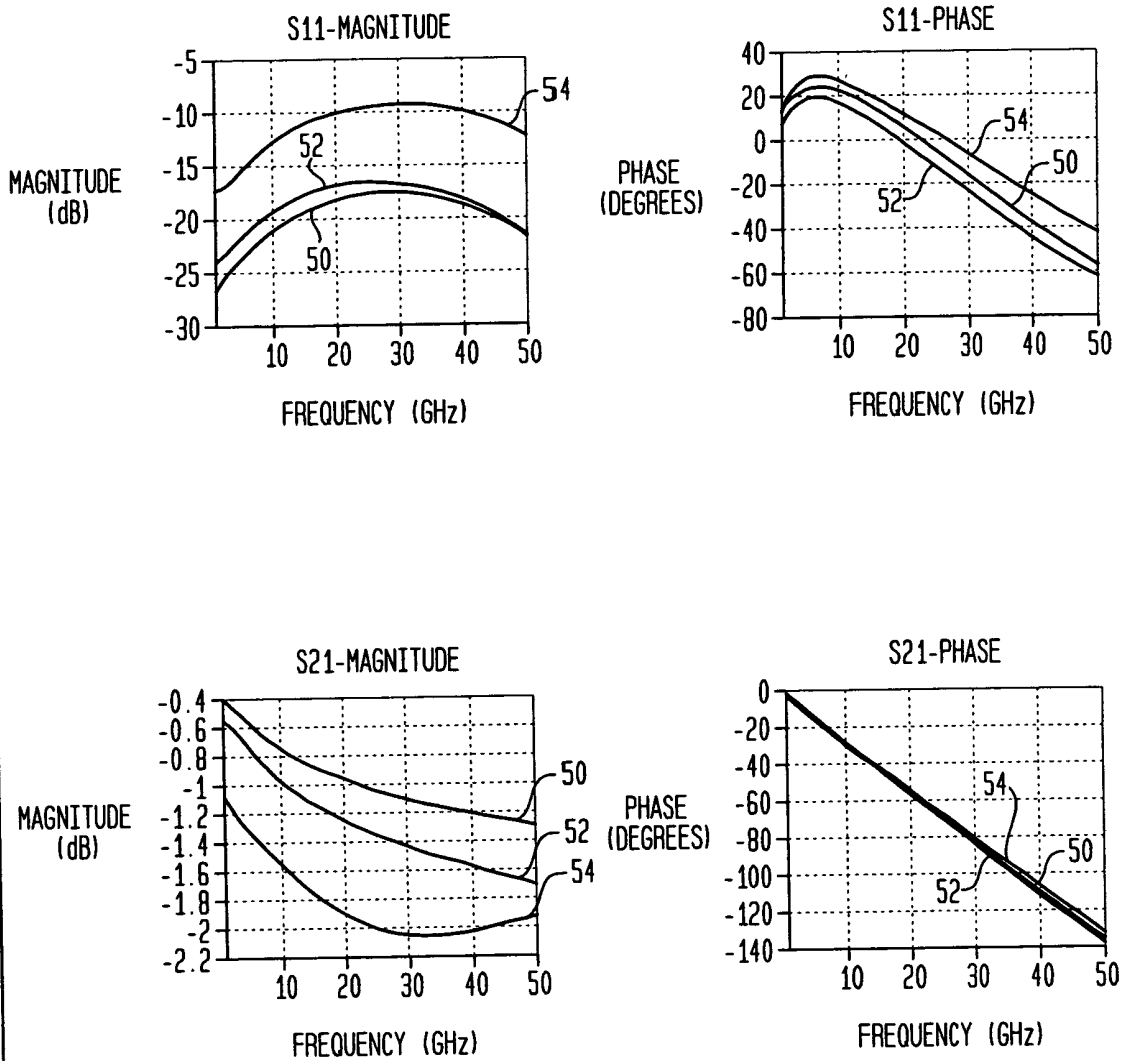 S11-MAGNITUDE
-5
-10
-15
-20
-25
-30
MAGNITUDE
(dB)
54
52
50
10 20 30 40 50
FREQUENCY (GHz)
S11-PHASE
40
20
0
-20
-40
-60
-80
PHASE
(DEGREES)
54
50
52
10 20 30 40 50
FREQUENCY (GHz)
S21-MAGNITUDE
-0.4
-0.6
-0.8
-1
-1.2
-1.4
-1.6
-1.8
-2
-2.2
MAGNITUDE
(dB)
50
52
54
10 20 30 40 50
FREQUENCY (GHz)
S21-PHASE
0
-20
-40
-60
-80
-100
-120
-140
PHASE
(DEGREES)
54
50
52
10 20 30 40 50
FREQUENCY (GHz)